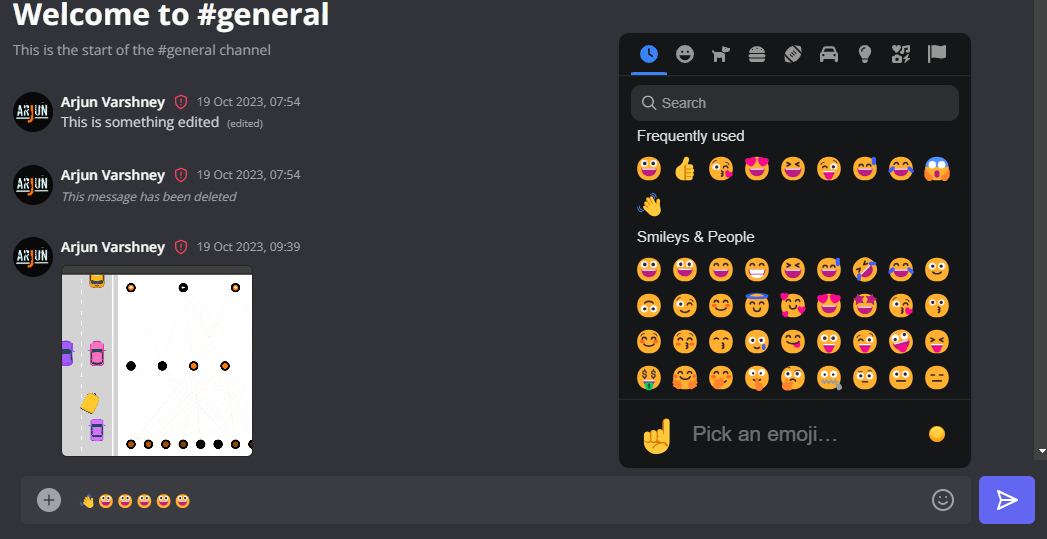 Welcome to #general
This is the start of the #general channel
ARJUN
Arjun Varshney 19 Oct 2023, 07:54
This is something edited (edited)
ARJUN
Arjun Varshney 19 Oct 2023, 07:54
This message has been deleted
ARJUN
Arjun Varshney 19 Oct 2023, 09:39
Search
Frequently used
Smileys & People
Pick an emoji…